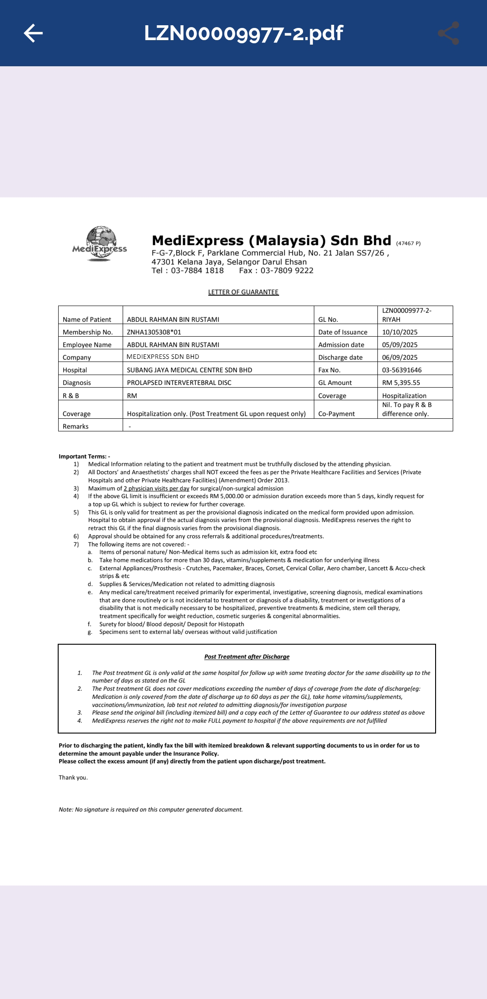 LZN00009977-2.pdf
MediExpress
MediExpress (Malaysia) Sdn Bhd (47467 P)
F-G-7,Block F, Parklane Commercial Hub, No. 21 Jalan SS7/26 ,
47301 Kelana Jaya, Selangor Darul Ehsan
Tel : 03-7884 1818 Fax : 03-7809 9222
LETTER OF GUARANTEE
Name of Patient ABDUL RAHMAN BIN RUSTAMI GL No. LZN00009977-2-
RIYAH
Membership No. ZNHA1305308*01 Date of Issuance 10/10/2025
Employee Name ABDUL RAHMAN BIN RUSTAMI Admission date 05/09/2025
Company MEDIEXPRESS SDN BHD Discharge date 06/09/2025
Hospital SUBANG JAYA MEDICAL CENTRE SDN BHD Fax No. 03-56391646
Diagnosis PROLAPSED INTERVERTEBRAL DISC GL Amount RM 5,395.55
R & B RM Coverage Hospitalization
Coverage Hospitalization only. (Post Treatment GL upon request only) Co-Payment Nil. To pay R & B
difference only.
Remarks -
Important Terms: -
1) Medical Information relating to the patient and treatment must be truthfully disclosed by the attending physician.
2) All Doctors' and Anaesthetists' charges shall NOT exceed the fees as per the Private Healthcare Facilities and Services (Private
Hospitals and other Private Healthcare Facilities) (Amendment) Order 2013.
3) Maximum of 2 physician visits per day for surgical/non-surgical admission
4) If the above GL limit is insufficient or exceeds RM 5,000.00 or admission duration exceeds more than 5 days, kindly request for
a top up GL which is subject to review for further coverage.
5) This GL is only valid for treatment as per the provisional diagnosis indicated on the medical form provided upon admission.
Hospital to obtain approval if the actual diagnosis varies from the provisional diagnosis. MediExpress reserves the right to
retract this GL if the final diagnosis varies from the provisional diagnosis.
6) Approval should be obtained for any cross referrals & additional procedures/treatments.
7) The following items are not covered: -
a. Items of personal nature/ Non-Medical items such as admission kit, extra food etc
b. Take home medications for more than 30 days, vitamins/supplements & medication for underlying illness
c. External Appliances/Prosthesis - Crutches, Pacemaker, Braces, Corset, Cervical Collar, Aero chamber, Lancett & Accu-check
strips & etc
d. Supplies & Services/Medication not related to admitting diagnosis
e. Any medical care/treatment received primarily for experimental, investigative, screening diagnosis, medical examinations
that are done routinely or is not incidental to treatment or diagnosis of a disability, treatment or investigations of a
disability that is not medically necessary to be hospitalized, preventive treatments & medicine, stem cell therapy,
treatment specifically for weight reduction, cosmetic surgeries & congenital abnormalities.
f. Surety for blood/ Blood deposit/ Deposit for Histopath
g. Specimens sent to external lab/ overseas without valid justification
Post Treatment after Discharge
1. The Post treatment GL is only valid at the same hospital for follow up with same treating doctor for the same disability up to the
number of days as stated on the GL
2. The Post treatment GL does not cover medications exceeding the number of days of coverage from the date of discharge(eg:
Medication is only covered from the date of discharge up to 60 days as per the GL), take home vitamins/supplements,
vaccinations/immunization, lab test not related to admitting diagnosis/for investigation purpose
3. Please send the original bill (including itemized bill) and a copy each of the Letter of Guarantee to our address stated as above
4. MediExpress reserves the right not to make FULL payment to hospital if the above requirements are not fulfilled
Prior to discharging the patient, kindly fax the bill with itemized breakdown & relevant supporting documents to us in order for us to
determine the amount payable under the Insurance Policy.
Please collect the excess amount (if any) directly from the patient upon discharge/post treatment.
Thank you.
Note: No signature is required on this computer generated document.